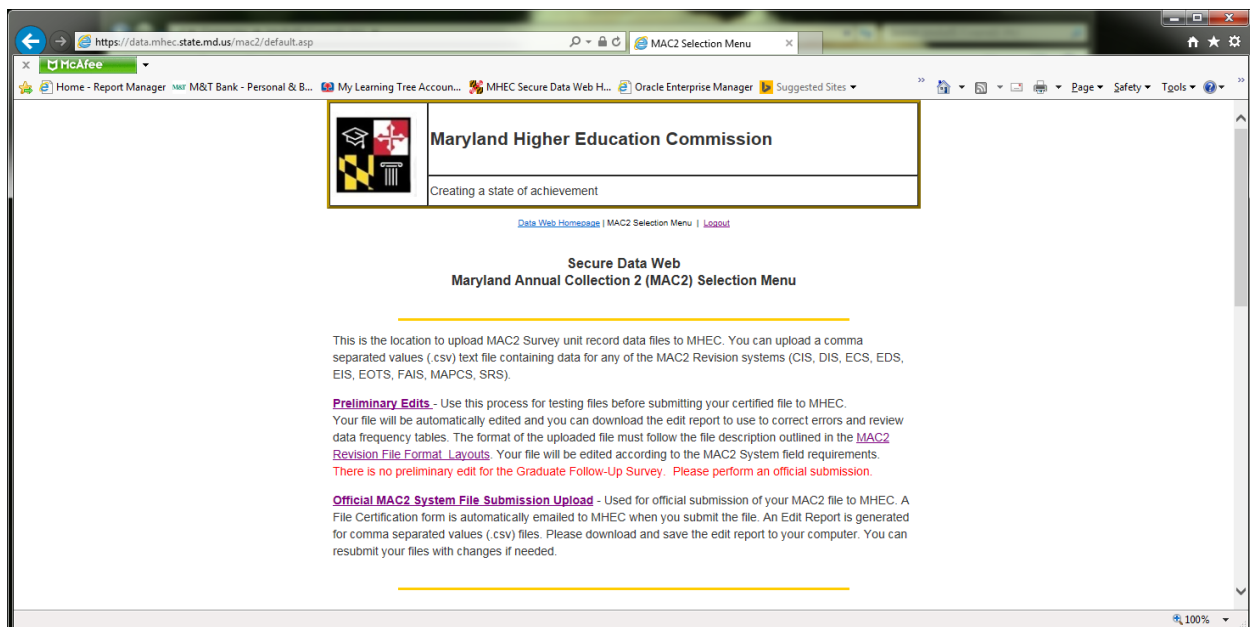 https://data.mhec.state.md.us/mac2/default.asp
MAC2 Selection Menu
McAfee
Home - Report Manager M&T Bank - Personal & B... My Learning Tree Accoun... MHEC Secure Data Web H... Oracle Enterprise Manager Suggested Sites Page Safety Tools
Maryland Higher Education Commission
Creating a state of achievement
Data Web Homepage | MAC2 Selection Menu | Logout
Secure Data Web
Maryland Annual Collection 2 (MAC2) Selection Menu
This is the location to upload MAC2 Survey unit record data files to MHEC. You can upload a comma
separated values (.csv) text file containing data for any of the MAC2 Revision systems (CIS, DIS, ECS, EDS,
EIS, EOTS, FAIS, MAPCS, SRS).
Preliminary Edits - Use this process for testing files before submitting your certified file to MHEC.
Your file will be automatically edited and you can download the edit report to use to correct errors and review
data frequency tables. The format of the uploaded file must follow the file description outlined in the MAC2
Revision File Format Layouts. Your file will be edited according to the MAC2 System field requirements.
There is no preliminary edit for the Graduate Follow-Up Survey. Please perform an official submission.
Official MAC2 System File Submission Upload - Used for official submission of your MAC2 file to MHEC. A
File Certification form is automatically emailed to MHEC when you submit the file. An Edit Report is generated
for comma separated values (.csv) files. Please download and save the edit report to your computer. You can
resubmit your files with changes if needed.
100%